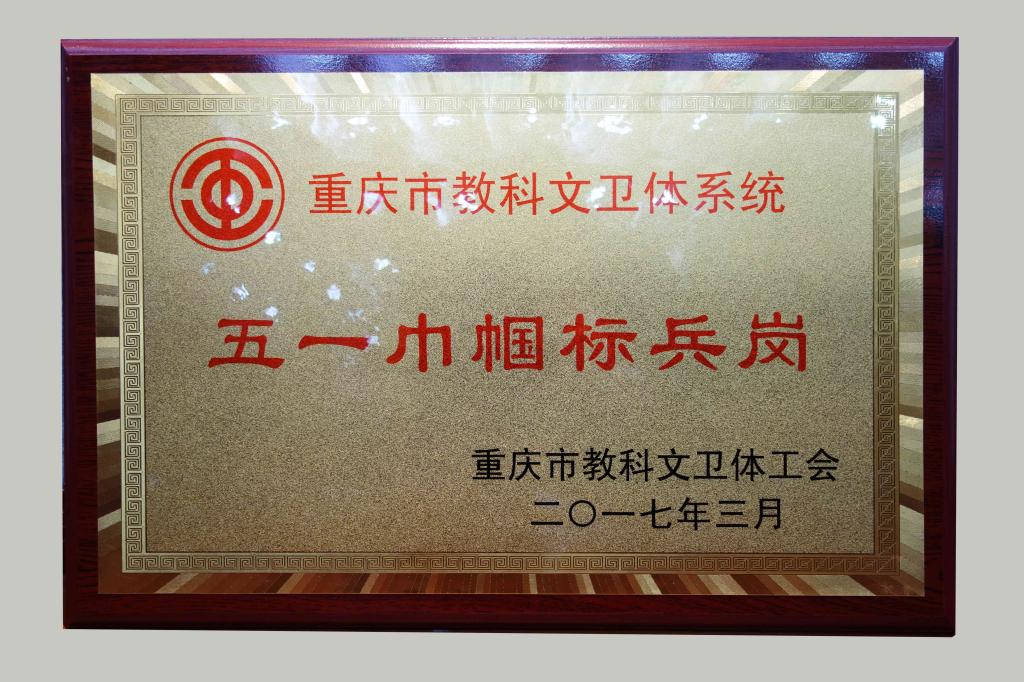 重庆市教科文卫体系统
五一巾帼标兵岗
重庆市教科文卫体工会
二〇一七年三月